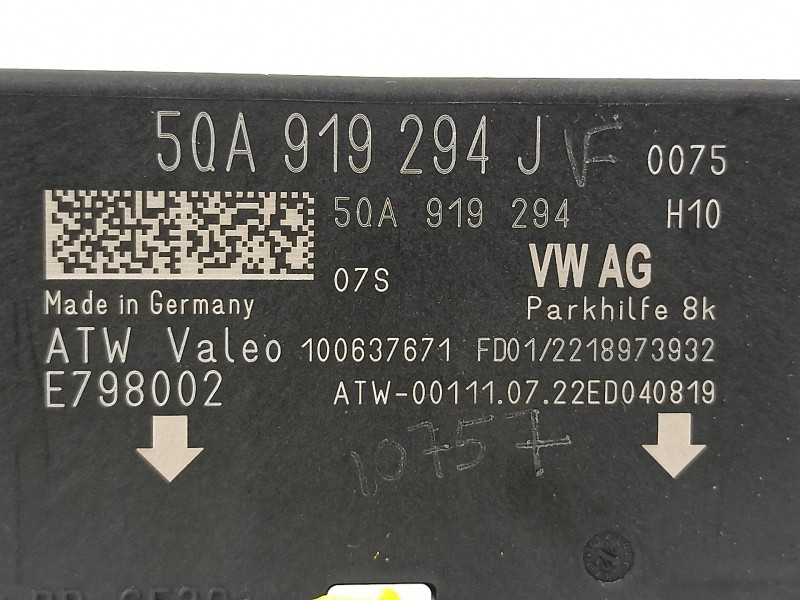 5QA 919 294 J VF 0075
5QA 919 294 H10
07S VW AG
Made in Germany Parkhilfe 8k
ATW Valeo 100637671 FD01/2218973932
E798002 ATW-00111.07.22ED040819
10757